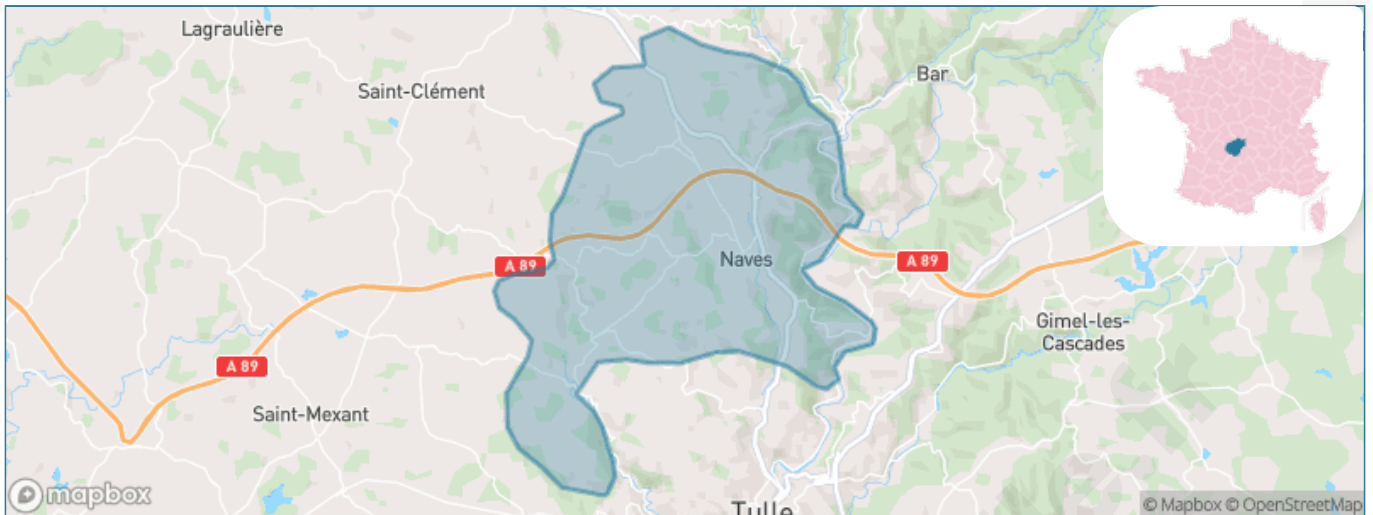 Lagraulière
Bar
Saint-Clément
A 89
Naves
A 89
Gimel-les-
Cascades
A 89
Saint-Mexant
mapbox
© Mapbox © OpenStreetMap
Tulle